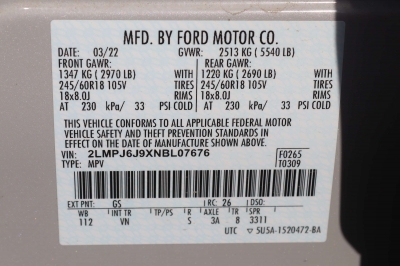 MFD. BY FORD MOTOR CO.
DATE: 03/22 GVWR: 2513 KG ( 5540 LB)
FRONT GAWR: REAR GAWR:
1347 KG ( 2970 LB) WITH 1220 KG ( 2690 LB) WITH
245/60R18 105V TIRES 245/60R18 105V TIRES
18x8.0J RIMS 18x8.0J RIMS
AT 230 kPa/ 33 PSI COLD AT 230 kPa/ 33 PSI COLD
THIS VEHICLE CONFORMS TO ALL APPLICABLE FEDERAL MOTOR
VEHICLE SAFETY AND THEFT PREVENTION STANDARDS IN
EFFECT ON THE DATE OF MANUFACTURE SHOWN ABOVE.
VIN: 2LMPJ6J9XNBL07676 F0265
TYPE: MPV T0309
EXT PNT: GS RC: 26 DSO:
WB INT TR TP/PS R AXLE TR SPR
112 VN S 3A 8 3311
UTC 5U5A-1520472-BA